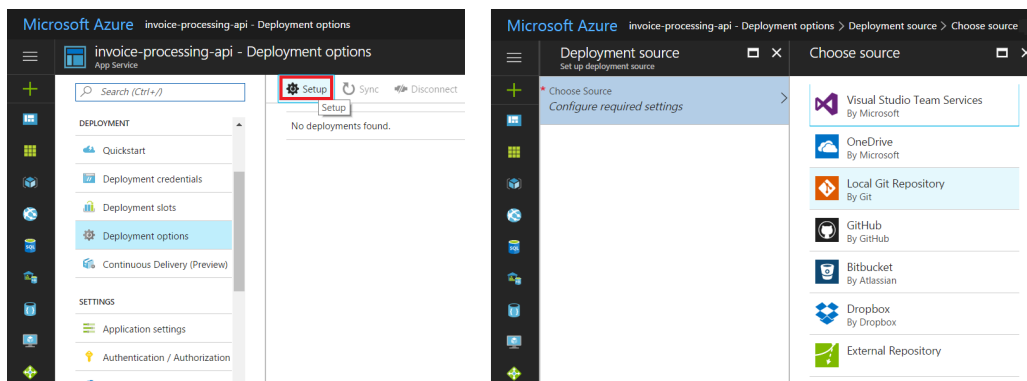 Microsoft Azure invoice-processing-api - Deployment options
invoice-processing-api - Deployment options
App Service
Search (Ctrl+/)
DEPLOYMENT
Quickstart
Deployment credentials
Deployment slots
Deployment options
Continuous Delivery (Preview)
SETTINGS
Application settings
Authentication / Authorization
Setup
Sync
Disconnect
Setup
No deployments found.
Microsoft Azure invoice-processing-api - Deployment options > Deployment source > Choose source
Deployment source
Set up deployment source
* Choose Source
Configure required settings
Choose source
Visual Studio Team Services
By Microsoft
OneDrive
By Microsoft
Local Git Repository
By Git
GitHub
By GitHub
Bitbucket
By Atlassian
Dropbox
By Dropbox
External Repository